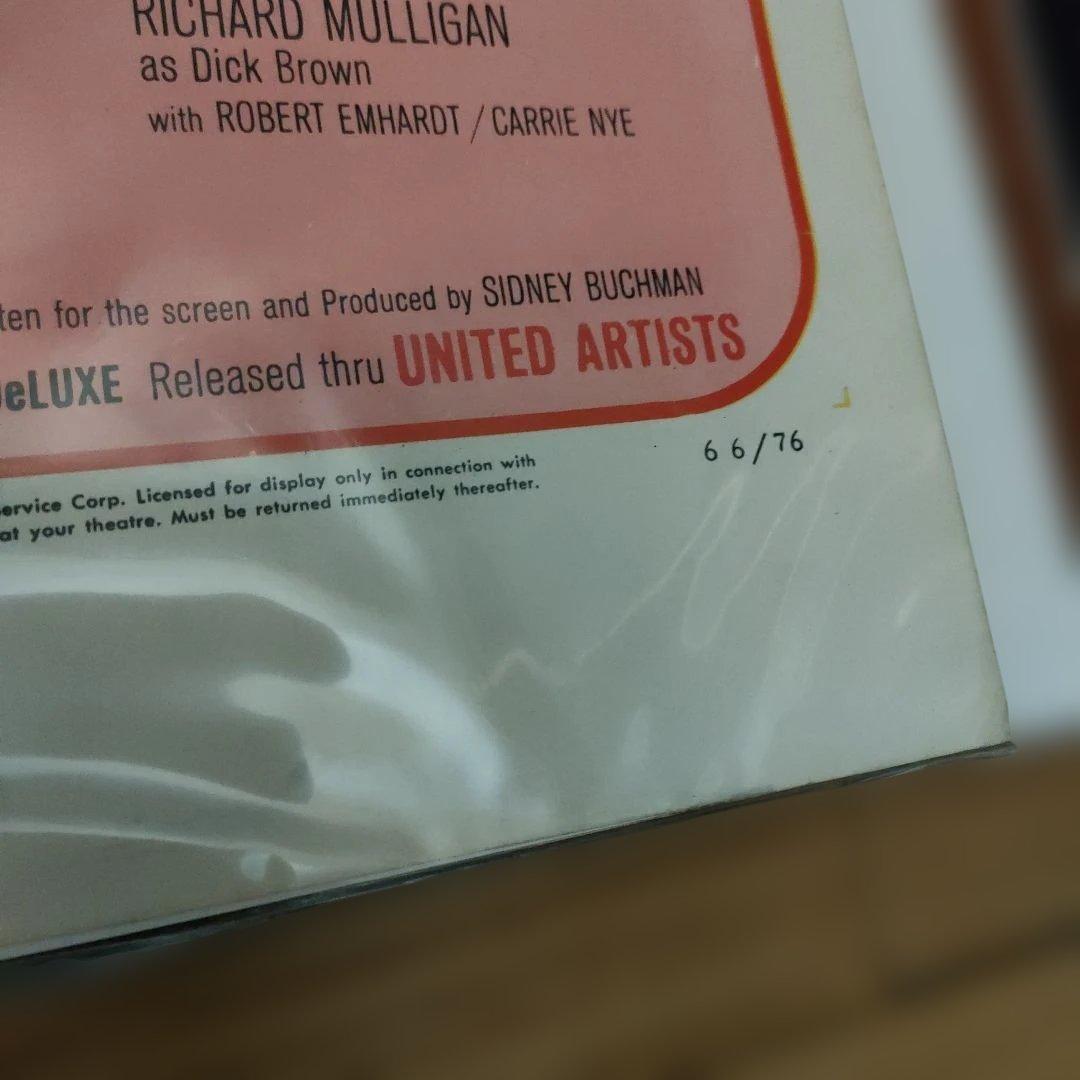 RICHARD MULLIGAN
as Dick Brown
with ROBERT EMHARDT / CARRIE NYE
ten for the screen and Produced by SIDNEY BUCHMAN
DeLUXE Released thru UNITED ARTISTS
66/76
ervice Corp. Licensed for display only in connection with
at your theatre. Must be returned immediately thereafter.